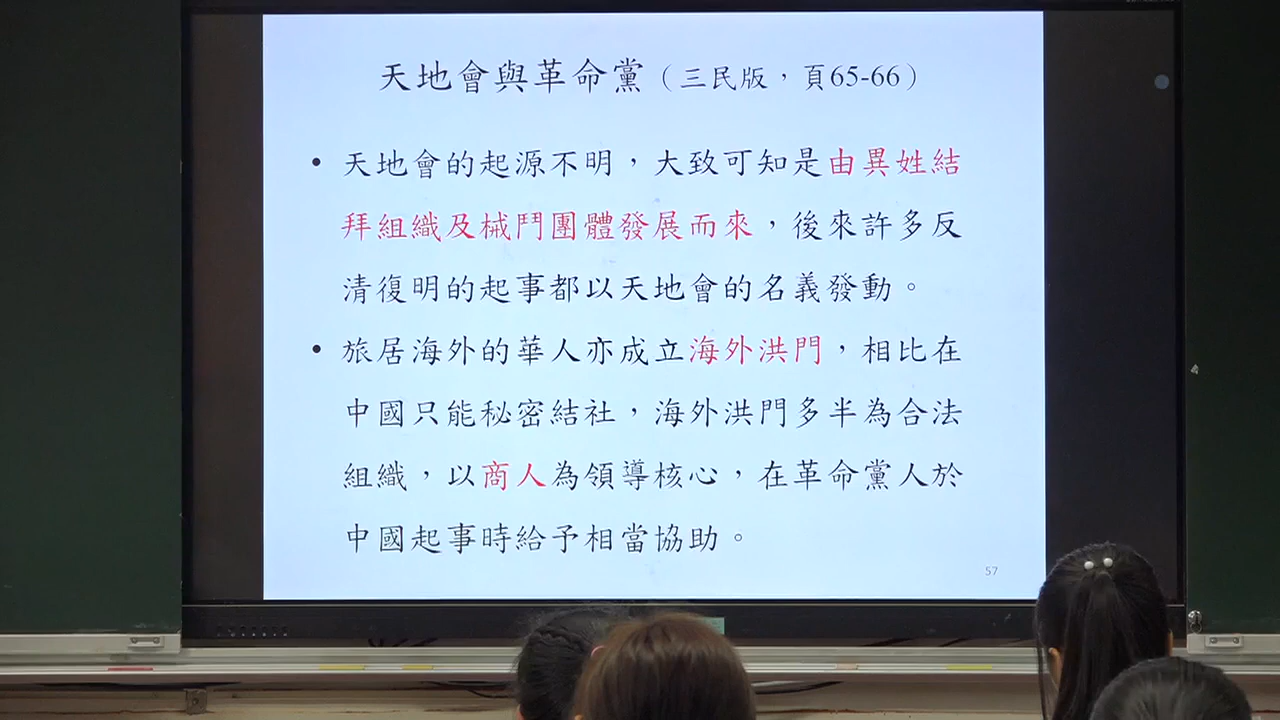 天地會與革命黨（三民版，頁65-66）
• 天地會的起源不明，大致可知是由異姓結
拜組織及械鬥團體發展而來，後來許多反
清復明的起事都以天地會的名義發動。
• 旅居海外的華人亦成立海外洪門，相比在
中國只能秘密結社，海外洪門多半為合法
組織，以商人為領導核心，在革命黨人於
中國起事時給予相當協助。
57